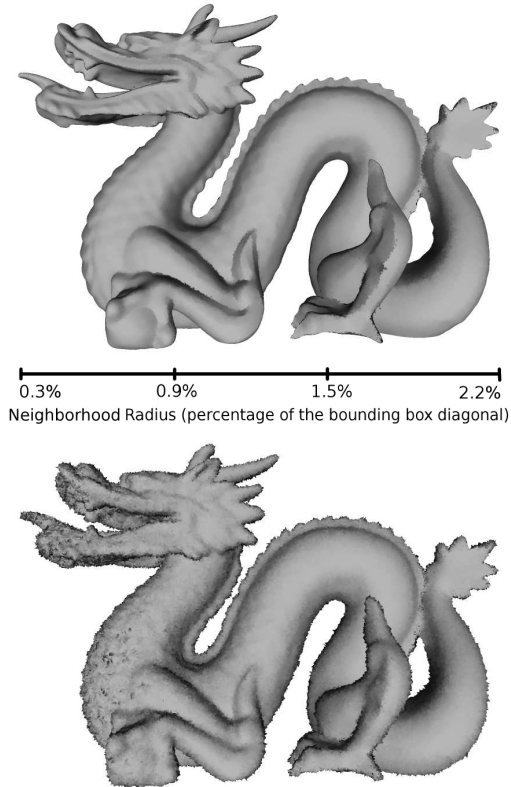 0.3% 0.9% 1.5% 2.2%
Neighborhood Radius (percentage of the bounding box diagonal)